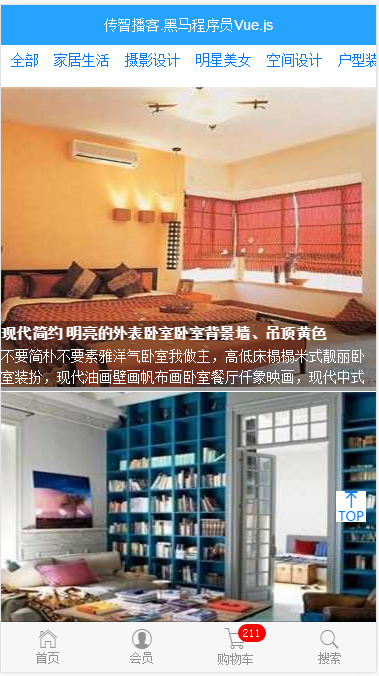 传智播客.黑马程序员Vue.js
全部 家居生活 摄影设计 明星美女 空间设计 户型装
现代简约 明亮的外表卧室卧室背景墙、吊顶黄色
不要简朴不要素雅洋气卧室我做主，高低床榻榻米式靓丽卧
室装扮，现代油画壁画帆布画卧室餐厅仟象映画，现代中式
TOP
211
首页 会员 购物车 搜索